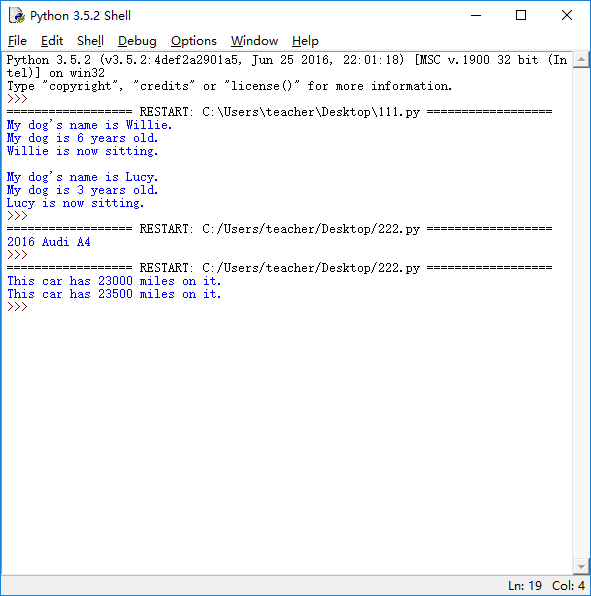 Python 3.5.2 Shell
File Edit Shell Debug Options Window Help
Python 3.5.2 (v3.5.2:4def2a2901a5, Jun 25 2016, 22:01:18) [MSC v.1900 32 bit (In
tel)] on win32
Type "copyright", "credits" or "license()" for more information.
>>>
================== RESTART: C:\Users\teacher\Desktop\111.py ==================
My dog's name is Willie.
My dog is 6 years old.
Willie is now sitting.

My dog's name is Lucy.
My dog is 3 years old.
Lucy is now sitting.
>>>
================== RESTART: C:/Users/teacher/Desktop/222.py ==================
2016 Audi A4
>>>
================== RESTART: C:/Users/teacher/Desktop/222.py ==================
This car has 23000 miles on it.
This car has 23500 miles on it.
>>>
Ln: 19 Col: 4